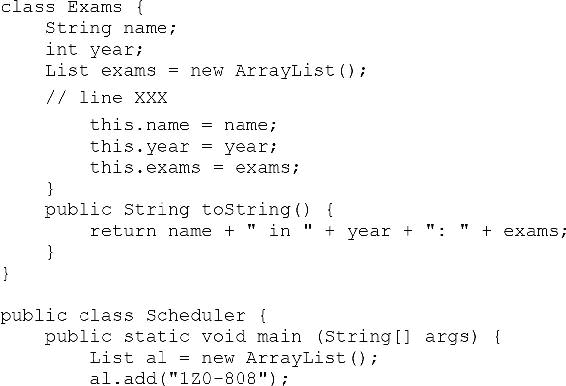 class Exams {
    String name;
    int year;
    List exams = new ArrayList();
    // line XXX
        this.name = name;
        this.year = year;
        this.exams = exams;
    }
    public String toString() {
        return name + " in " + year + ": " + exams;
    }
}

public class Scheduler {
    public static void main (String[] args) {
        List al = new ArrayList();
        al.add("1Z0-808");